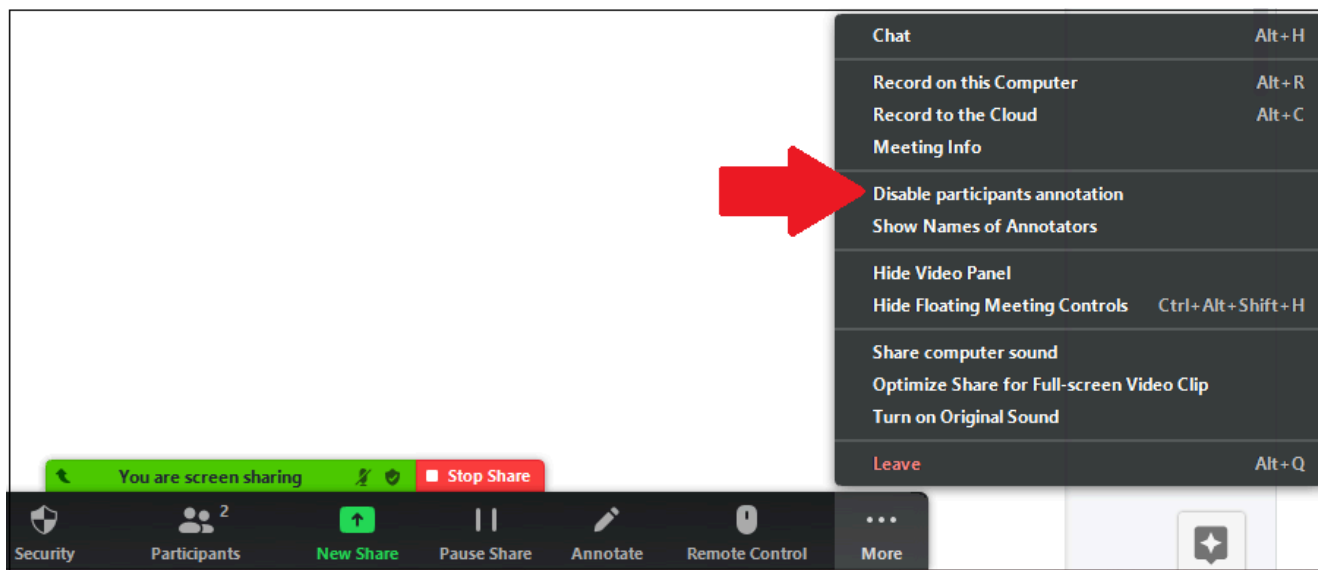 Chat Alt+H
Record on this Computer Alt+R
Record to the Cloud Alt+C
Meeting Info
Disable participants annotation
Show Names of Annotators
Hide Video Panel
Hide Floating Meeting Controls Ctrl+Alt+Shift+H
Share computer sound
Optimize Share for Full-screen Video Clip
Turn on Original Sound
Leave Alt+Q
You are screen sharing Stop Share
2
Security Participants New Share Pause Share Annotate Remote Control More